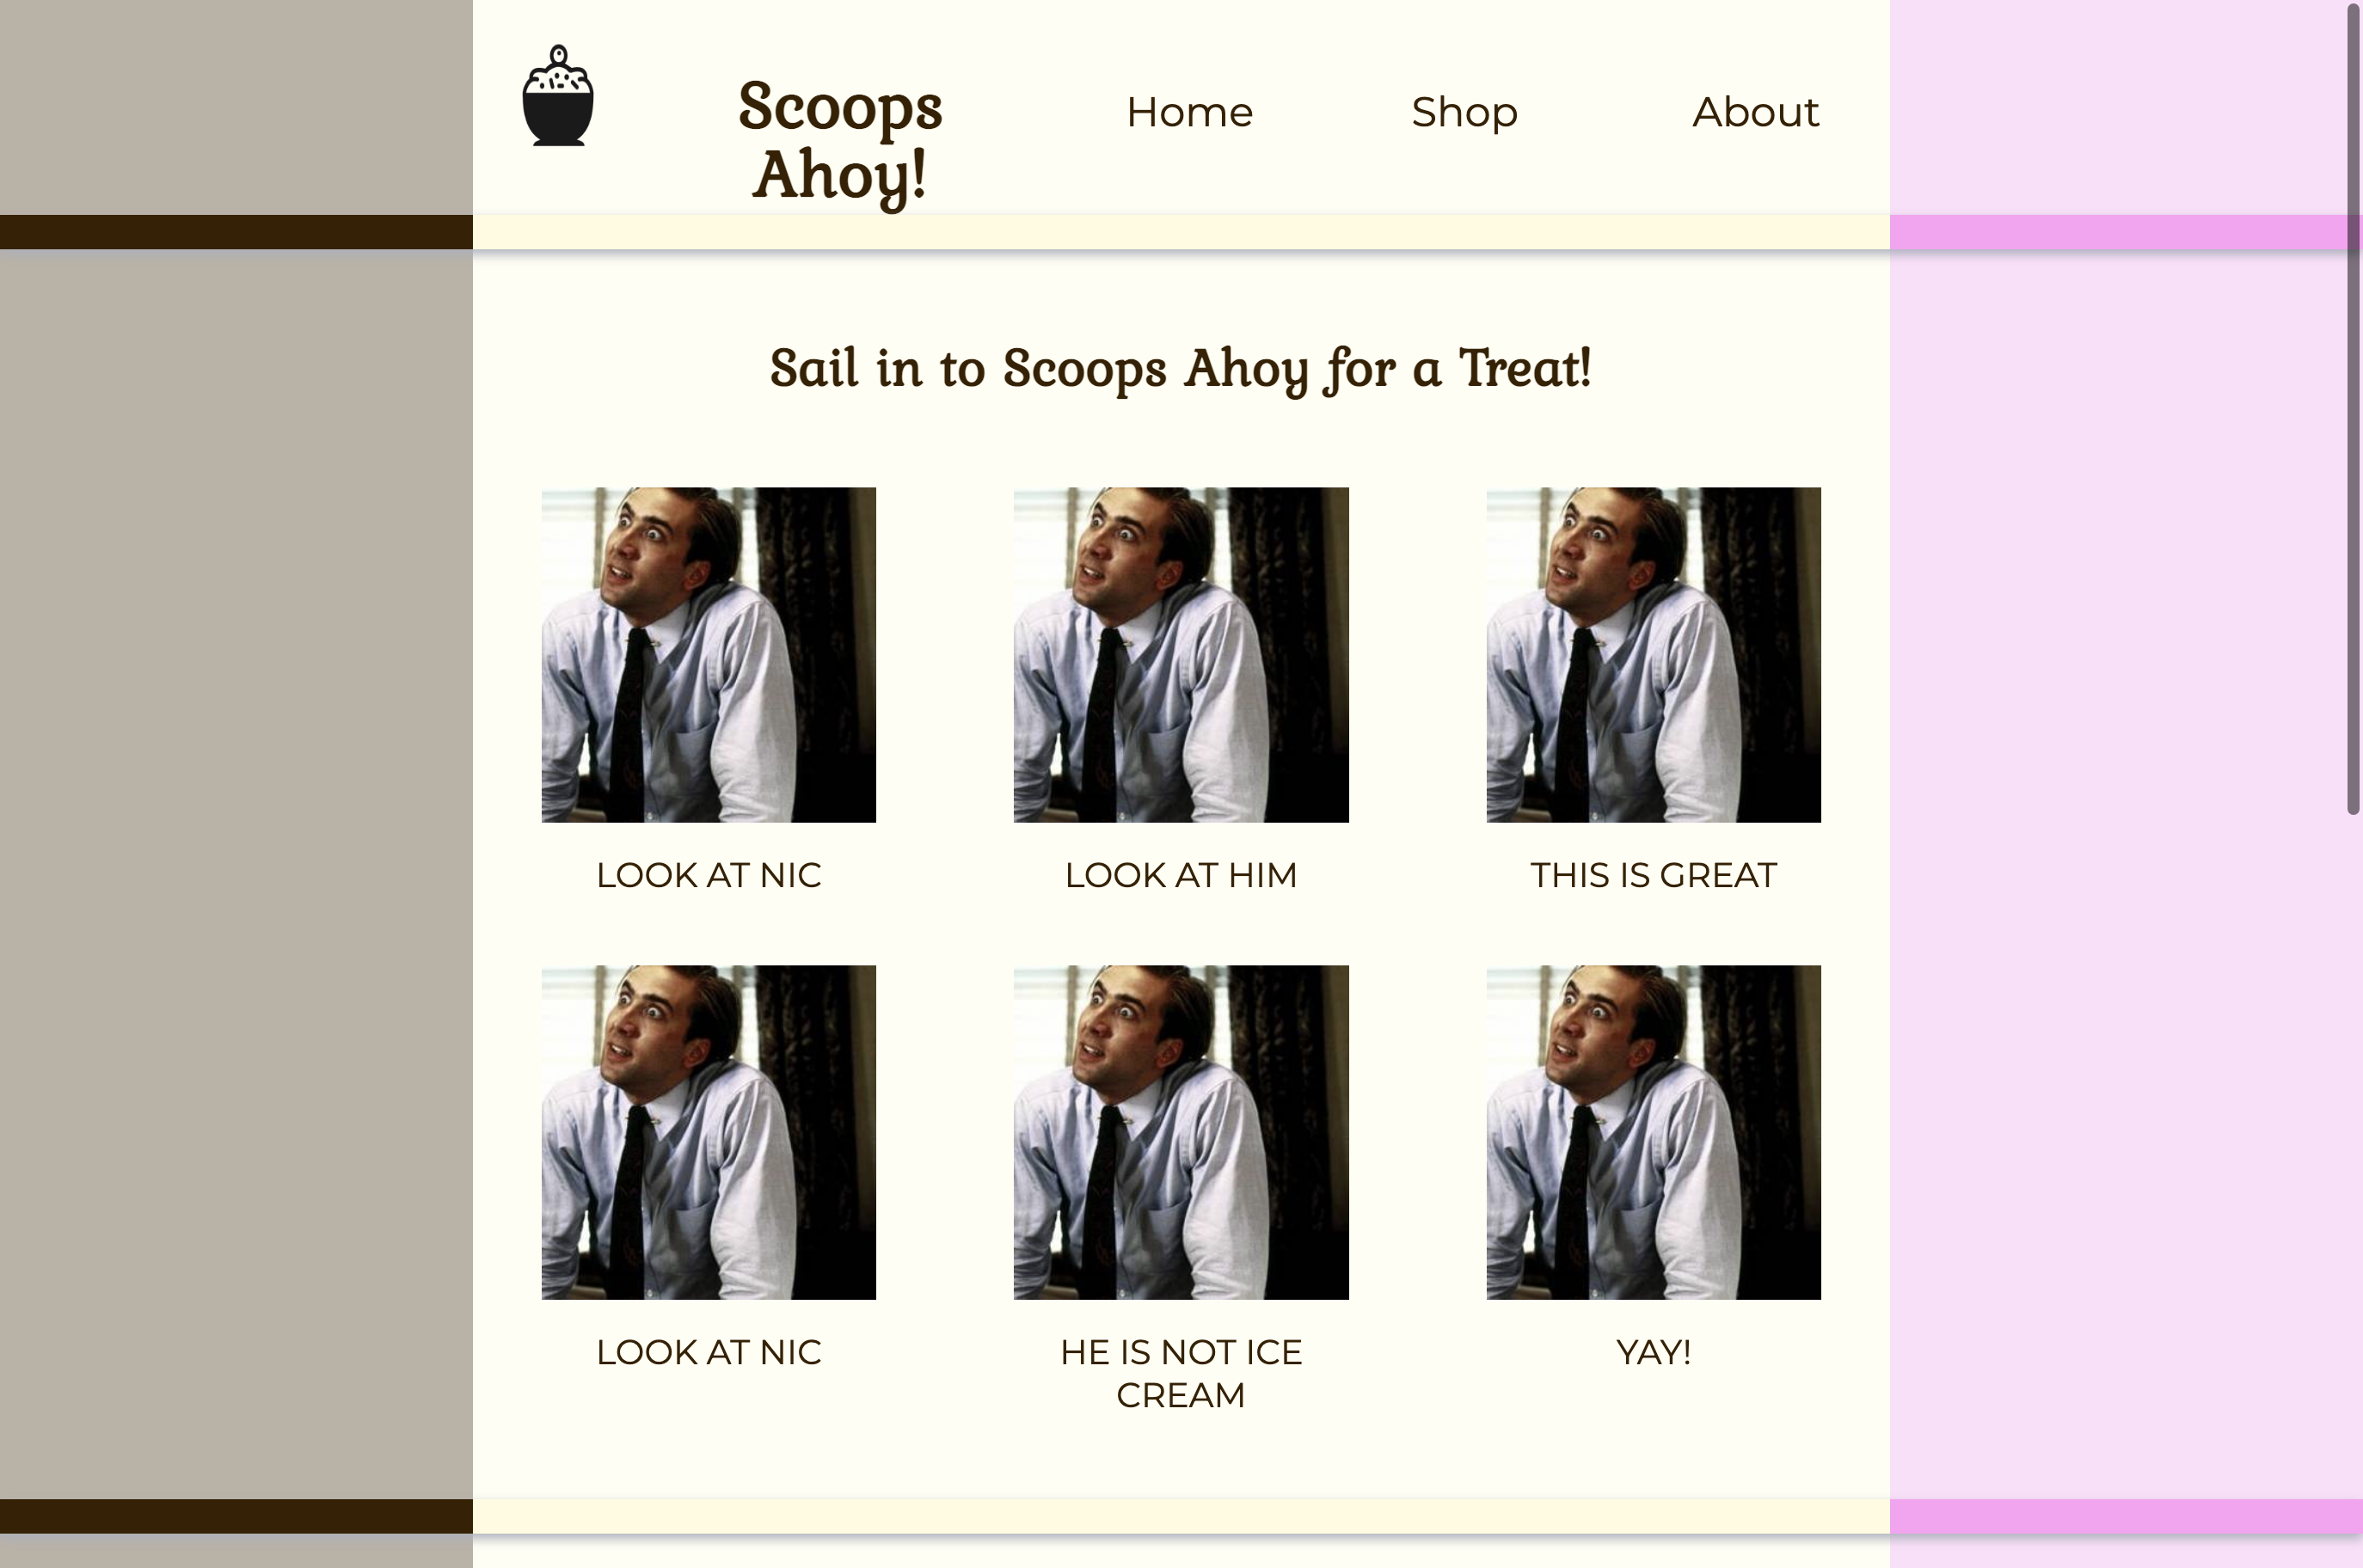 Scoops
Ahoy!
Home
Shop
About
Sail in to Scoops Ahoy for a Treat!
LOOK AT NIC
LOOK AT HIM
THIS IS GREAT
LOOK AT NIC
HE IS NOT ICE
CREAM
YAY!